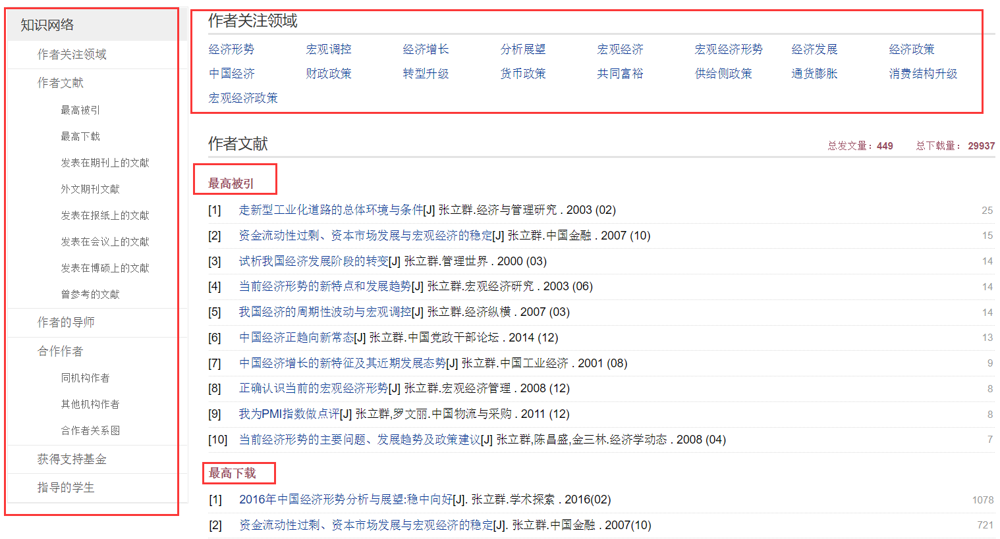 知识网络
作者关注领域
作者文献
最高被引
最高下载
发表在期刊上的文献
外文期刊文献
发表在报纸上的文献
发表在会议上的文献
发表在博硕上的文献
曾参考的文献
作者的导师
合作作者
同机构作者
其他机构作者
合作者关系图
获得支持基金
指导的学生
作者关注领域
经济形势 宏观调控 经济增长 分析展望 宏观经济 宏观经济形势 经济发展 经济政策
中国经济 财政政策 转型升级 货币政策 共同富裕 供给侧政策 通货膨胀 消费结构升级
宏观经济政策
作者文献 总发文量：449 总下载量： 29937
最高被引
[1] 走新型工业化道路的总体环境与条件[J] 张立群.经济与管理研究 . 2003 (02) 25
[2] 资金流动性过剩、资本市场发展与宏观经济的稳定[J] 张立群.中国金融 . 2007 (10) 15
[3] 试析我国经济发展阶段的转变[J] 张立群.管理世界 . 2000 (03) 14
[4] 当前经济形势的新特点和发展趋势[J] 张立群.宏观经济研究 . 2003 (06) 14
[5] 我国经济的周期性波动与宏观调控[J] 张立群.经济纵横 . 2007 (03) 14
[6] 中国经济正趋向新常态[J] 张立群.中国党政干部论坛 . 2014 (12) 13
[7] 中国经济增长的新特征及其近期发展态势[J] 张立群.中国工业经济 . 2001 (08) 9
[8] 正确认识当前的宏观经济形势[J] 张立群.宏观经济管理 . 2008 (12) 8
[9] 我为PMI指数做点评[J] 张立群,罗文丽.中国物流与采购 . 2011 (12) 8
[10] 当前经济形势的主要问题、发展趋势及政策建议[J] 张立群,陈昌盛,金三林.经济学动态 . 2008 (04) 7
最高下载
[1] 2016年中国经济形势分析与展望:稳中向好[J]. 张立群.学术探索 . 2016(02) 1078
[2] 资金流动性过剩、资本市场发展与宏观经济的稳定[J]. 张立群.中国金融 . 2007(10) 721